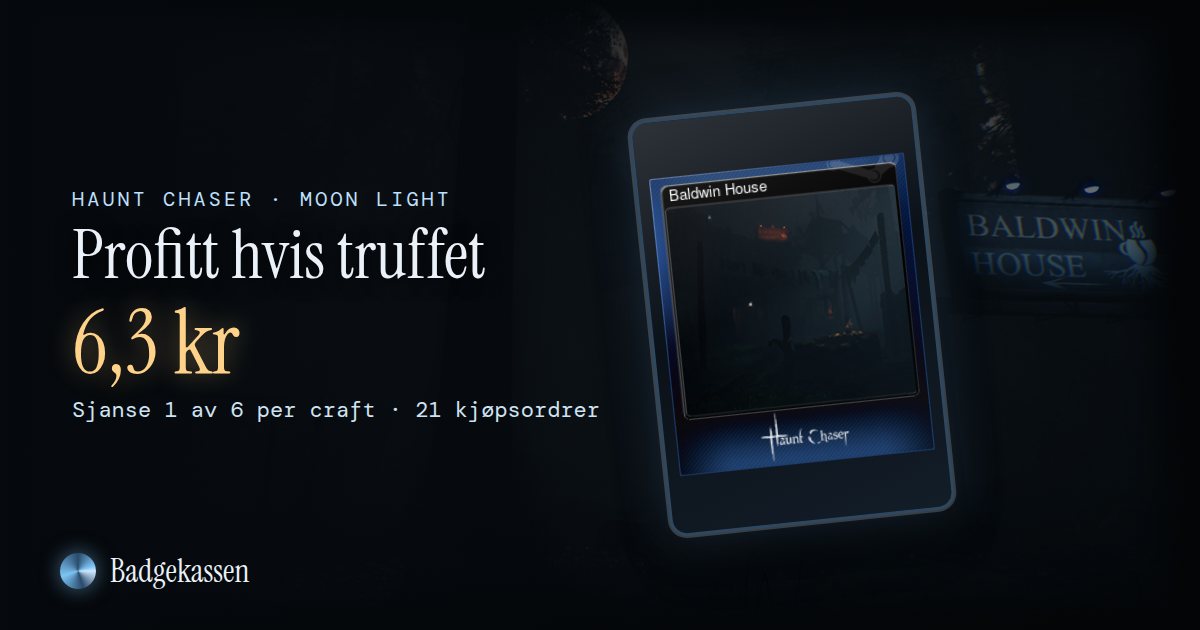 HAUNT CHASER · MOON LIGHT
Profitt hvis truffet
6,3 kr
Sjanse 1 av 6 per craft · 21 kjøpsordrer
Badgekassen
Baldwin House
Haunt Chaser
BALDWIN
HOUSE